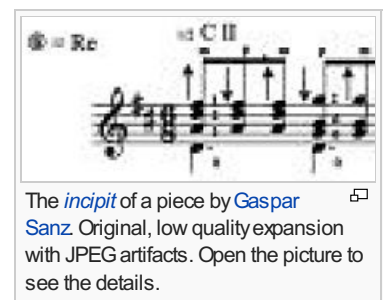 ⑥ = Re
C II
The incipit of a piece by Gaspar
Sanz. Original, low quality expansion
with JPEG artifacts. Open the picture to
see the details.